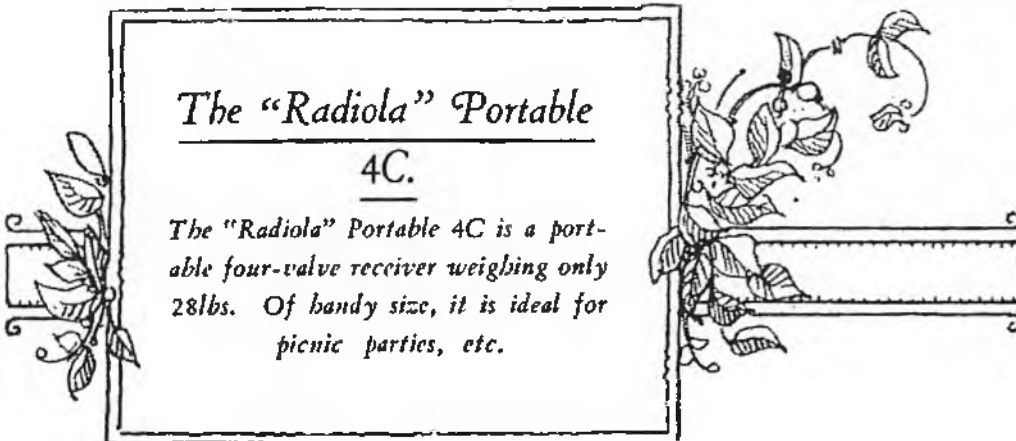 The “Radiola” Portable
4C.
The “Radiola” Portable 4C is a port-
able four-valve receiver weighing only
28lbs. Of handy size, it is ideal for
picnic parties, etc.